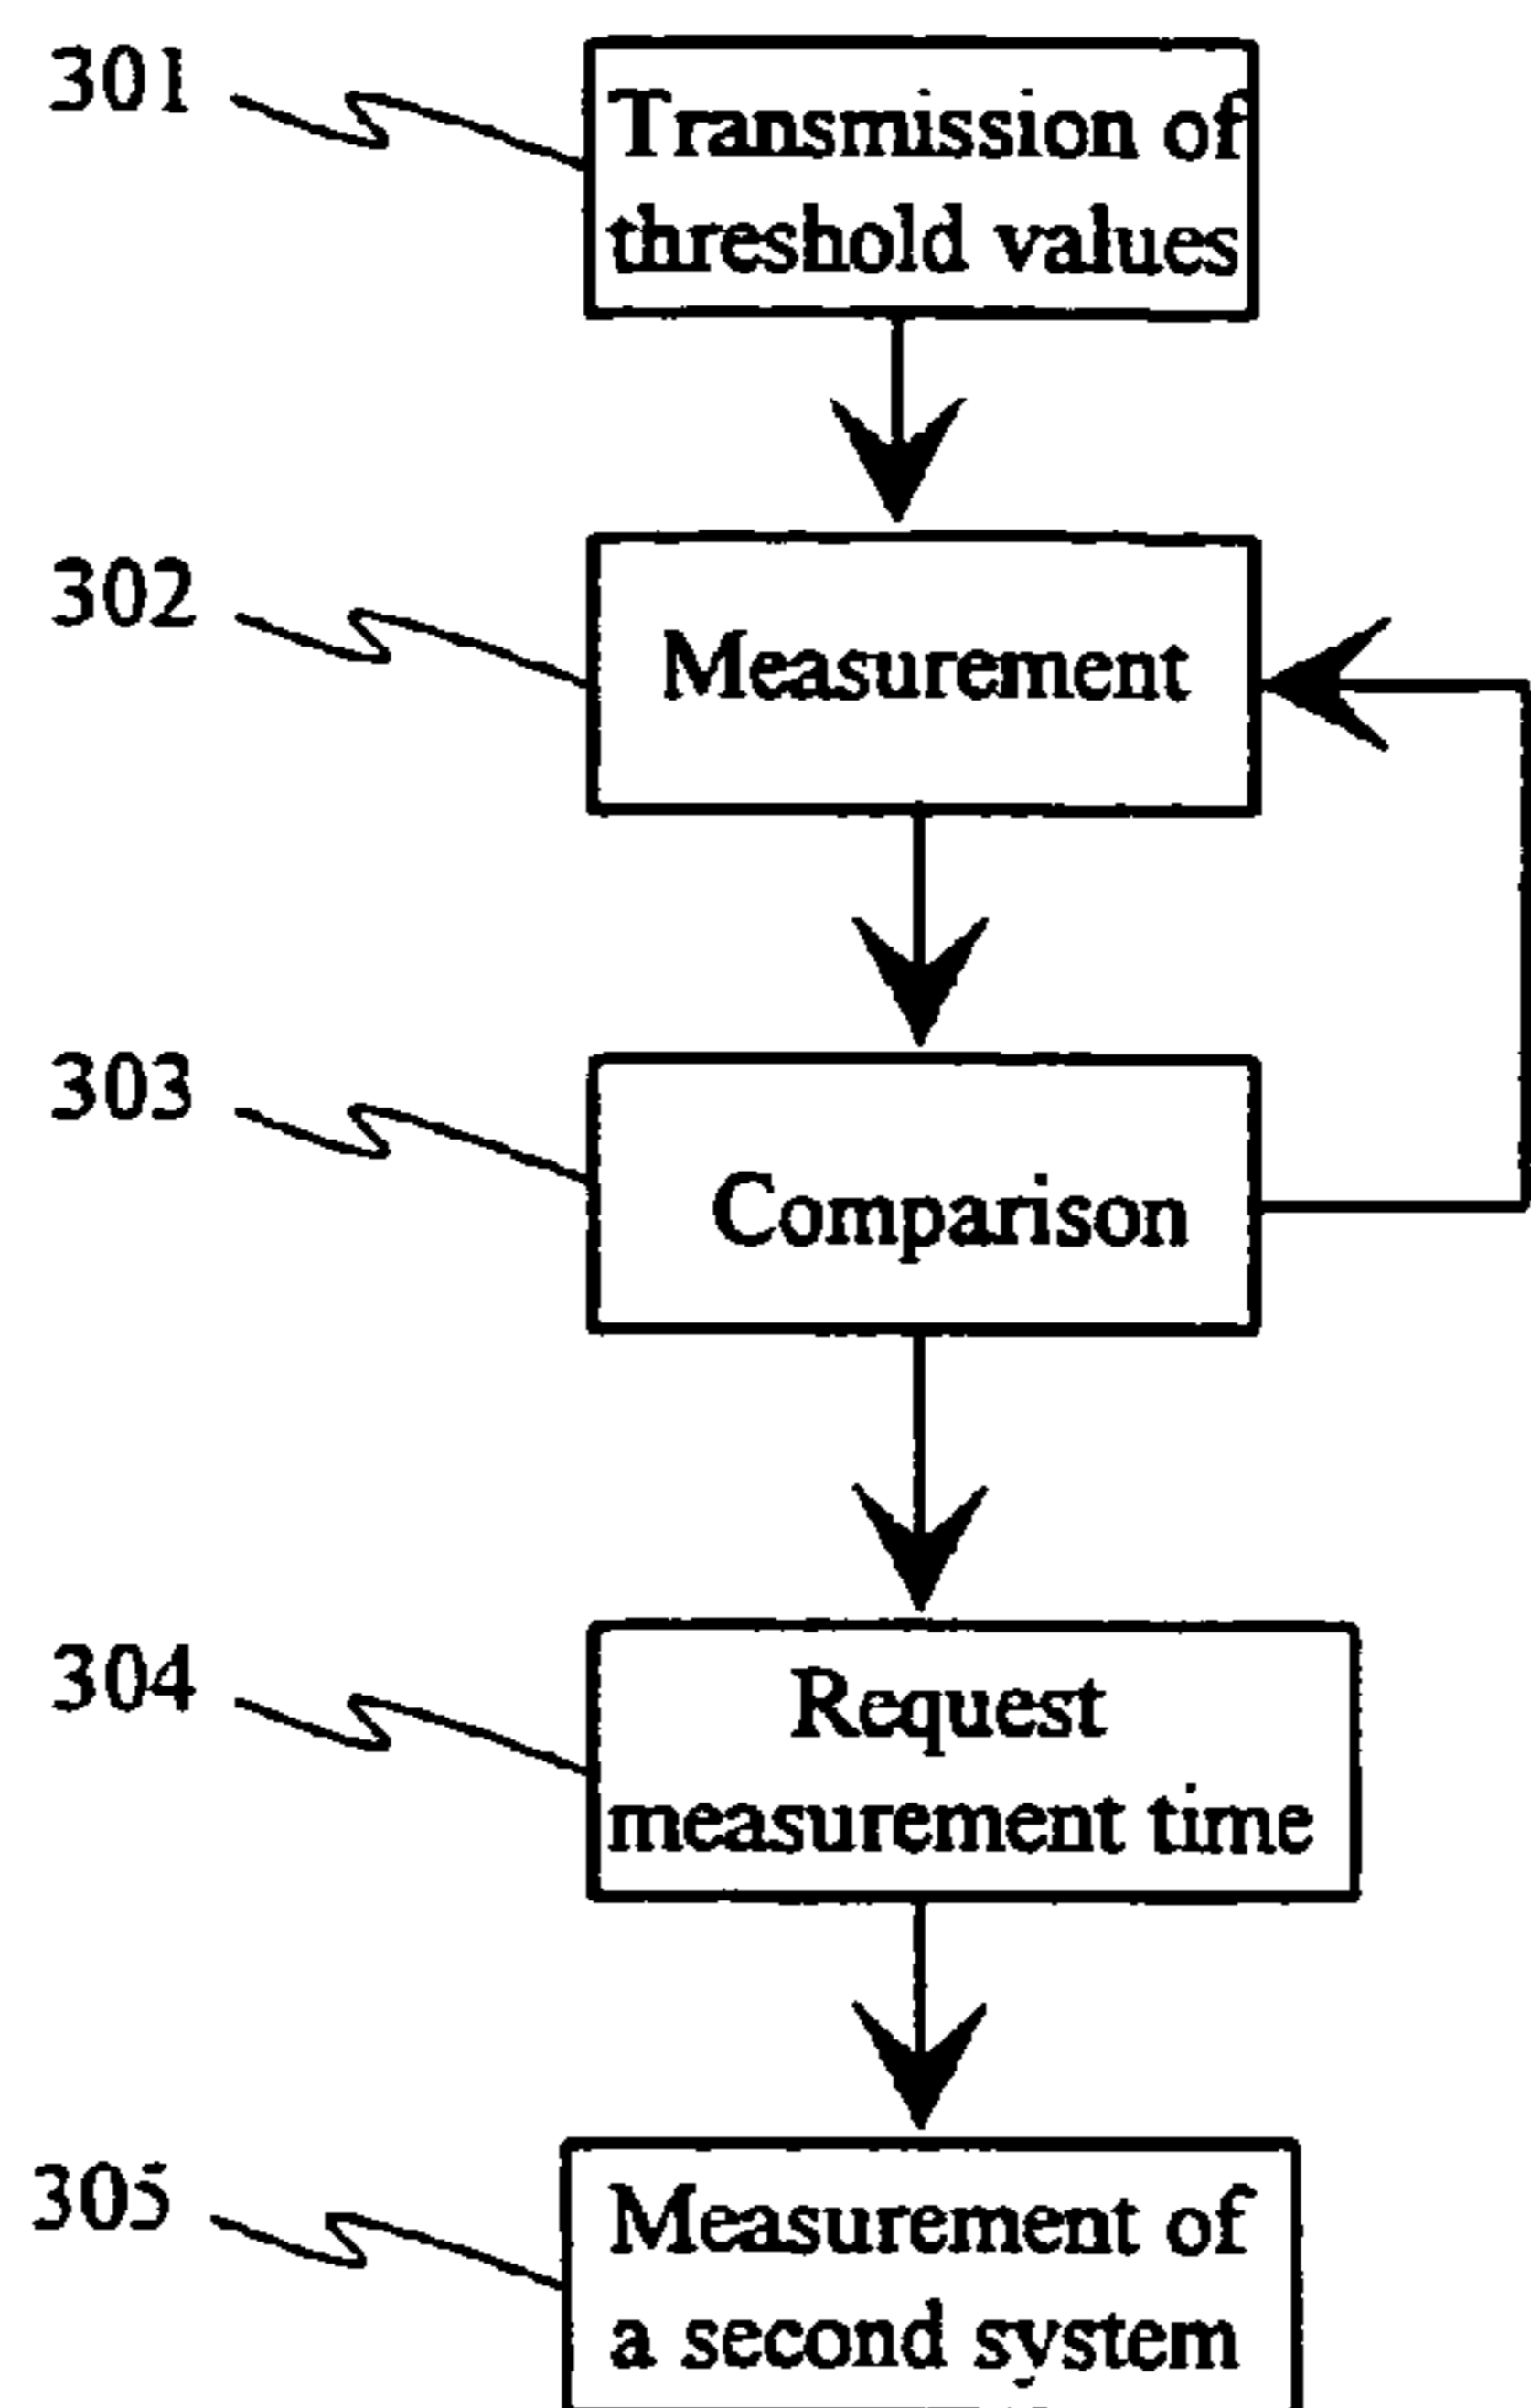 301
Transmission of
threshold values
302
Measurement
303
Comparison
304
Request
measurement time
305
Measurement of
a second system